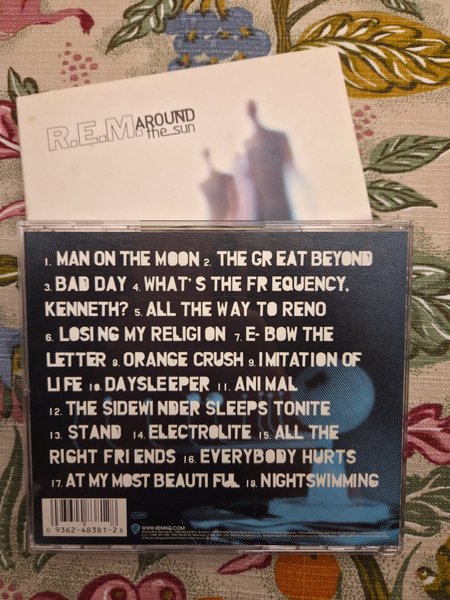 R.E.M. AROUND
the sun
1. MAN ON THE MOON 2. THE GREAT BEYOND
3. BAD DAY 4. WHAT'S THE FREQUENCY,
KENNETH? 5. ALL THE WAY TO RENO
6. LOSING MY RELIGION 7. E-BOW THE
LETTER 8. ORANGE CRUSH 9. IMITATION OF
LIFE 10. DAYSLEEPER 11. ANIMAL
12. THE SIDEWINDER SLEEPS TONITE
13. STAND 14. ELECTROLITE 15. ALL THE
RIGHT FRIENDS 16. EVERYBODY HURTS
17. AT MY MOST BEAUTIFUL 18. NIGHTSWIMMING
0 9362-48381-2 8
WWW.REMHQ.COM